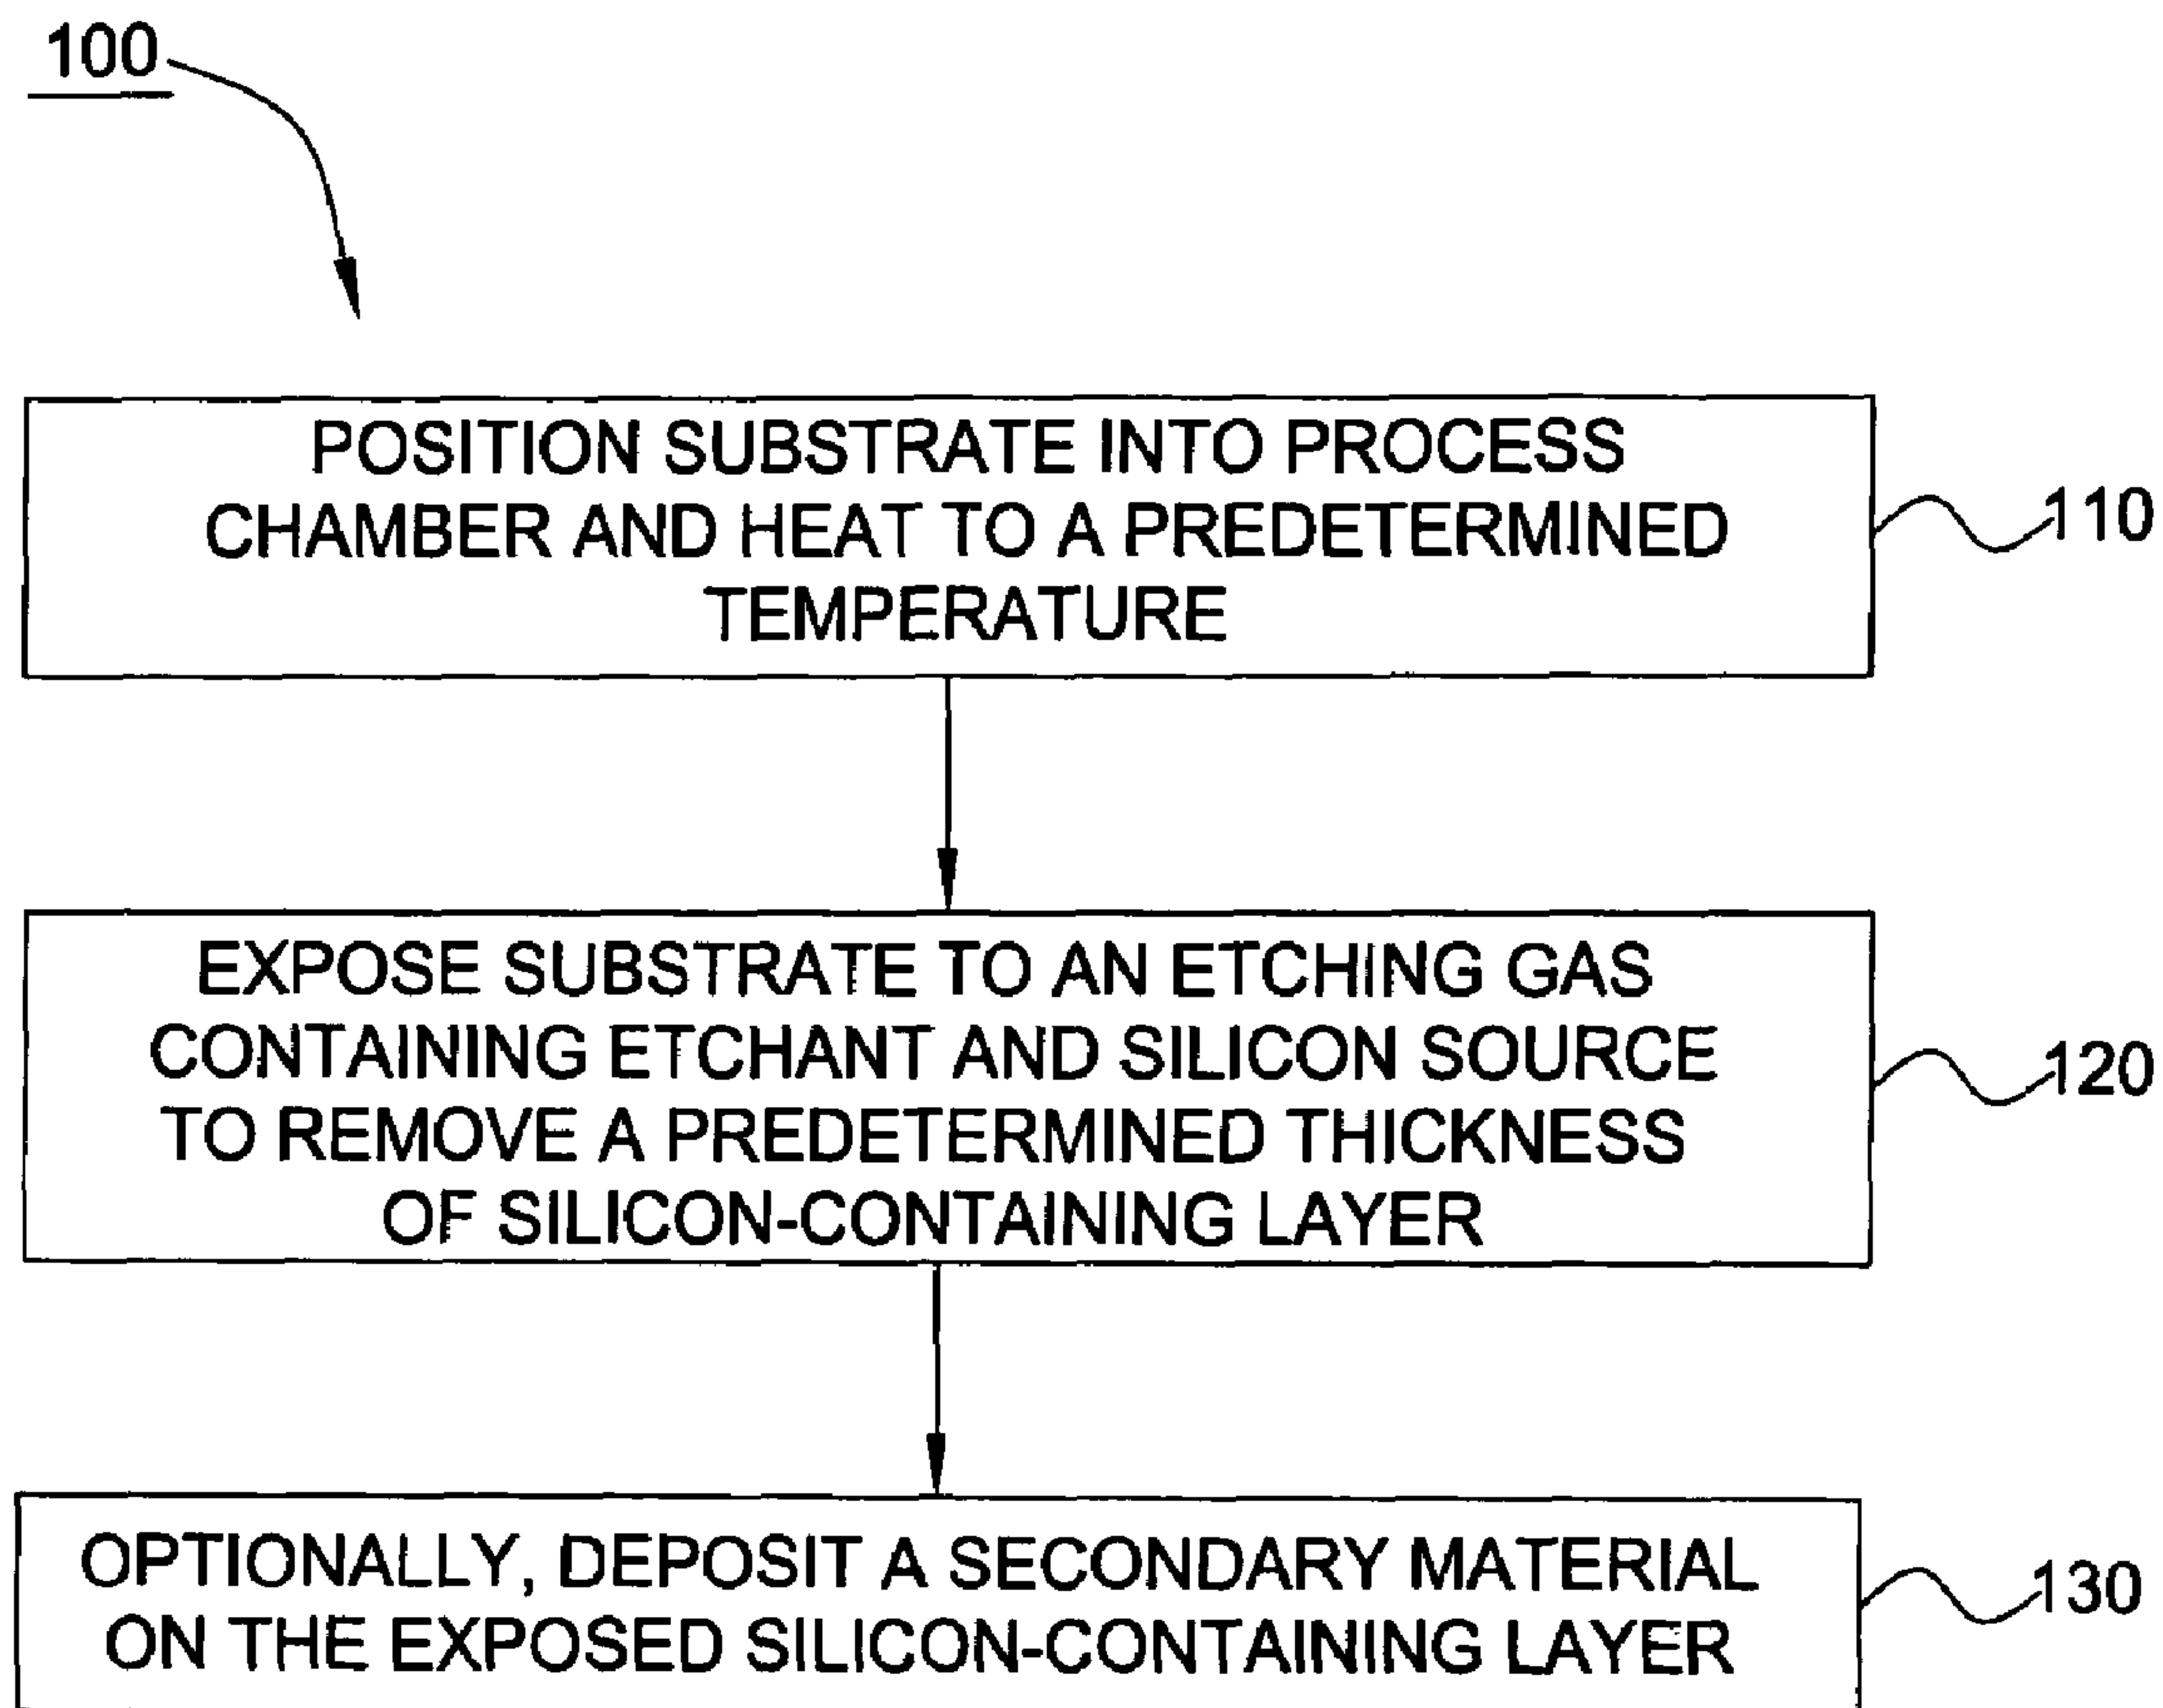 100
POSITION SUBSTRATE INTO PROCESS
CHAMBER AND HEAT TO A PREDETERMINED
TEMPERATURE
110
EXPOSE SUBSTRATE TO AN ETCHING GAS
CONTAINING ETCHANT AND SILICON SOURCE
TO REMOVE A PREDETERMINED THICKNESS
OF SILICON-CONTAINING LAYER
120
OPTIONALLY, DEPOSIT A SECONDARY MATERIAL
ON THE EXPOSED SILICON-CONTAINING LAYER
130